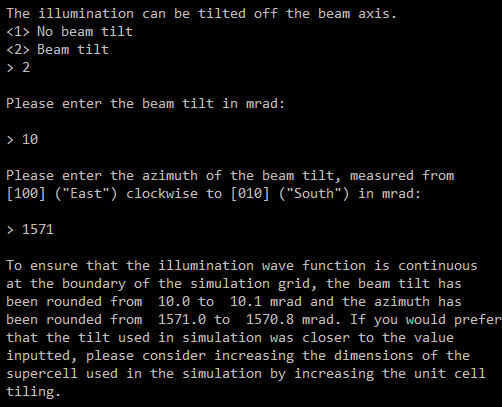 The illumination can be tilted off the beam axis.
<1> No beam tilt
<2> Beam tilt
> 2
Please enter the beam tilt in mrad:
> 10
Please enter the azimuth of the beam tilt, measured from
[100] ("East") clockwise to [010] ("South") in mrad:
> 1571
To ensure that the illumination wave function is continuous
at the boundary of the simulation grid, the beam tilt has
been rounded from  10.0 to  10.1 mrad and the azimuth has
been rounded from  1571.0 to  1570.8 mrad. If you would prefer
that the tilt used in simulation was closer to the value
inputted, please consider increasing the dimensions of the
supercell used in the simulation by increasing the unit cell
tiling.